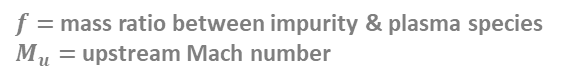 f = mass ratio between impurity & plasma species
Mᵤ = upstream Mach number